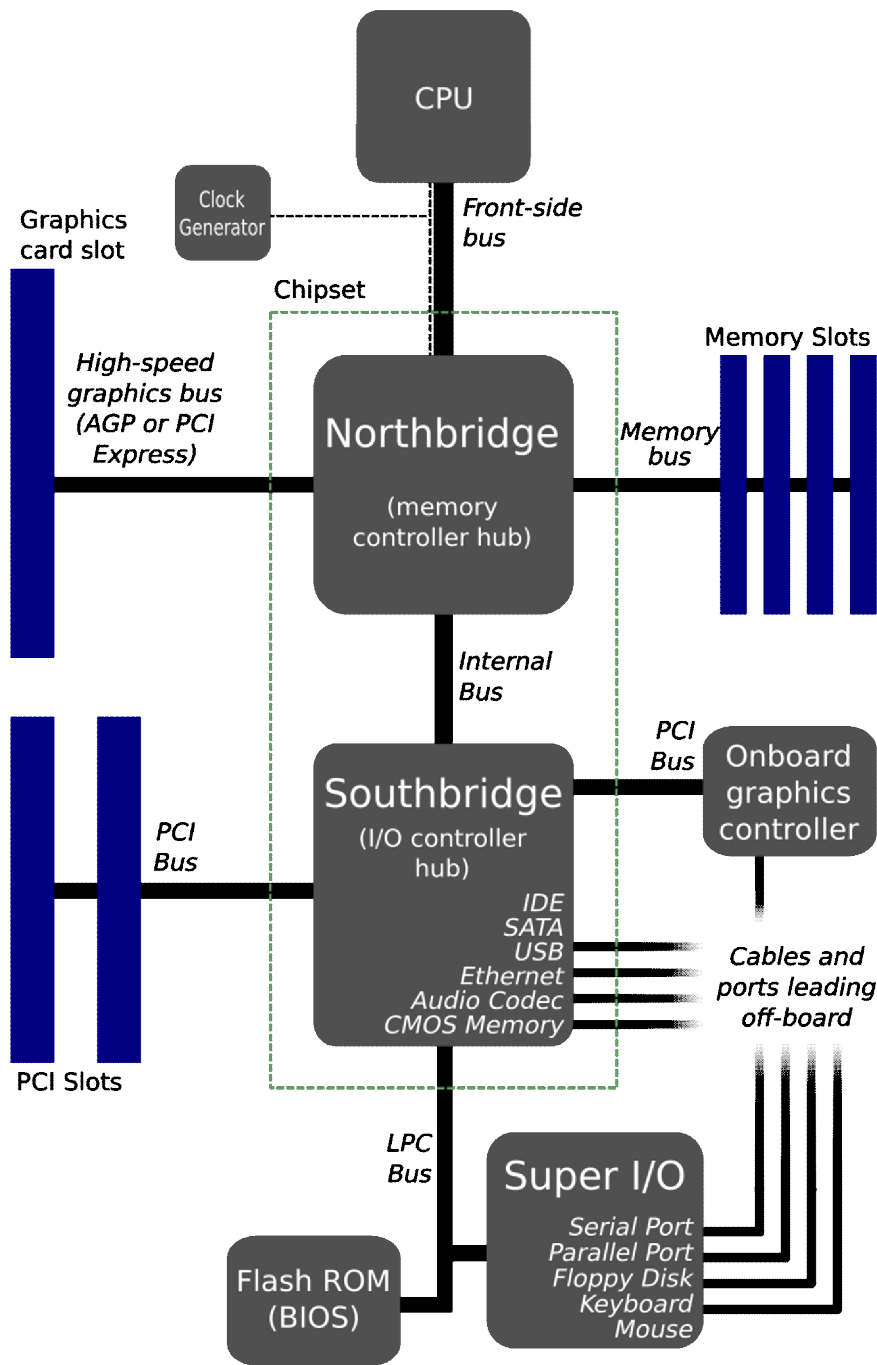 CPU
Clock
Generator
Front-side
bus
Graphics
card slot
Chipset
High-speed
graphics bus
(AGP or PCI
Express)
Northbridge
(memory
controller hub)
Memory Slots
Memory
bus
Internal
Bus
PCI
Bus
Onboard
graphics
controller
Southbridge
(I/O controller
hub)
PCI
Bus
IDE
SATA
USB
Ethernet
Audio Codec
CMOS Memory
Cables and
ports leading
off-board
PCI Slots
LPC
Bus
Super I/O
Serial Port
Parallel Port
Floppy Disk
Keyboard
Mouse
Flash ROM
(BIOS)